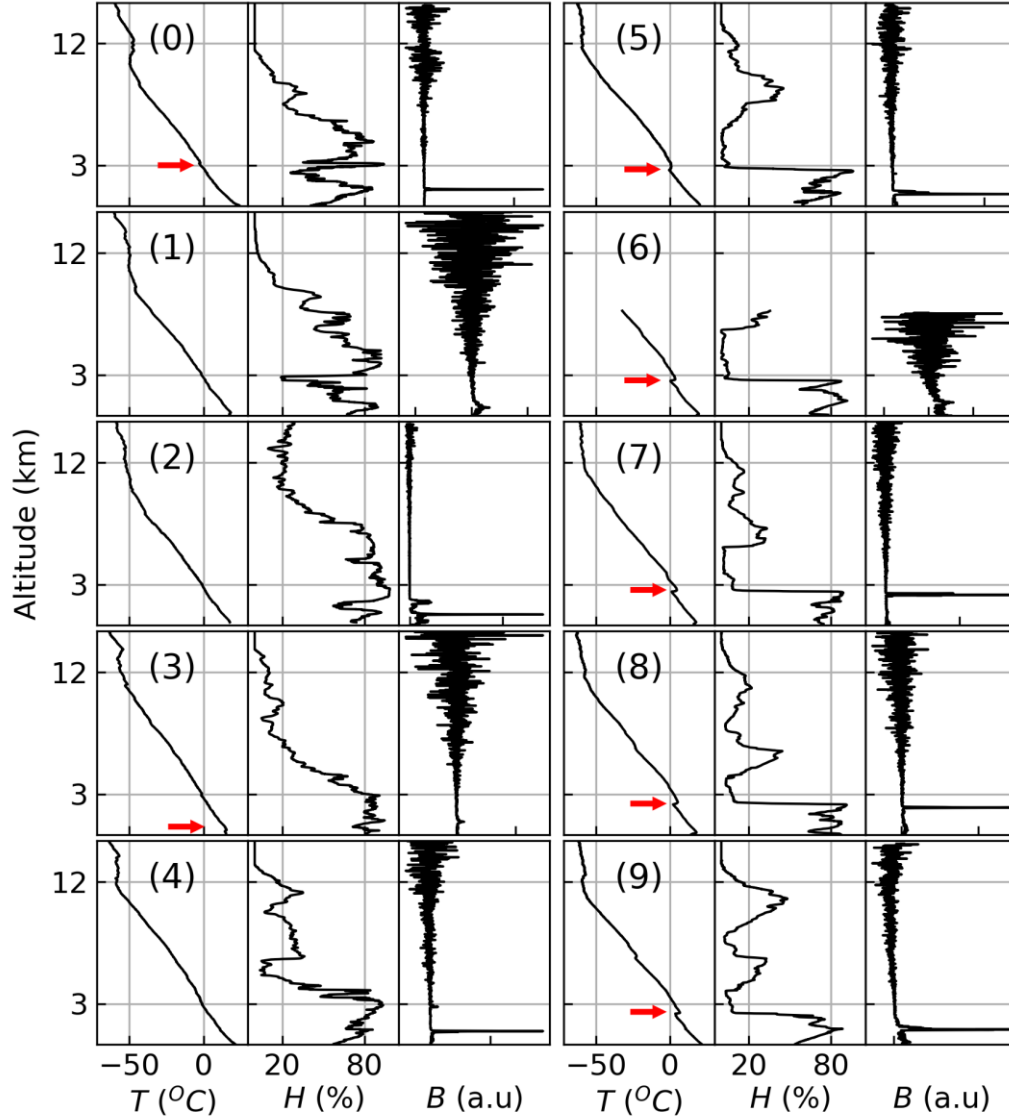 12 (0) (5)
3
12 (1) (6)
3
12 (2) (7)
3
12 (3) (8)
3
12 (4) (9)
3
Altitude (km)
−50 0 20 80 −50 0 20 80
T (°C) H (%) B (a.u) T (°C) H (%) B (a.u)